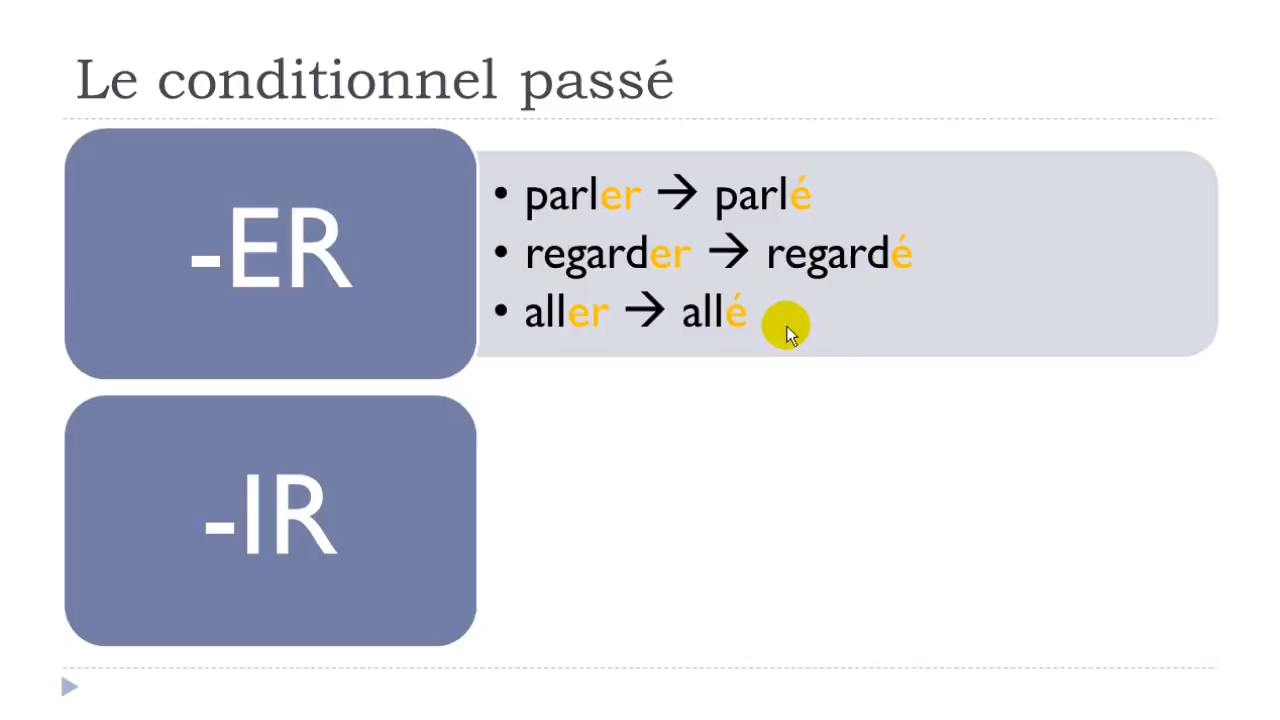 Le conditionnel passé
-ER
• parler → parlé
• regarder → regardé
• aller → allé
-IR